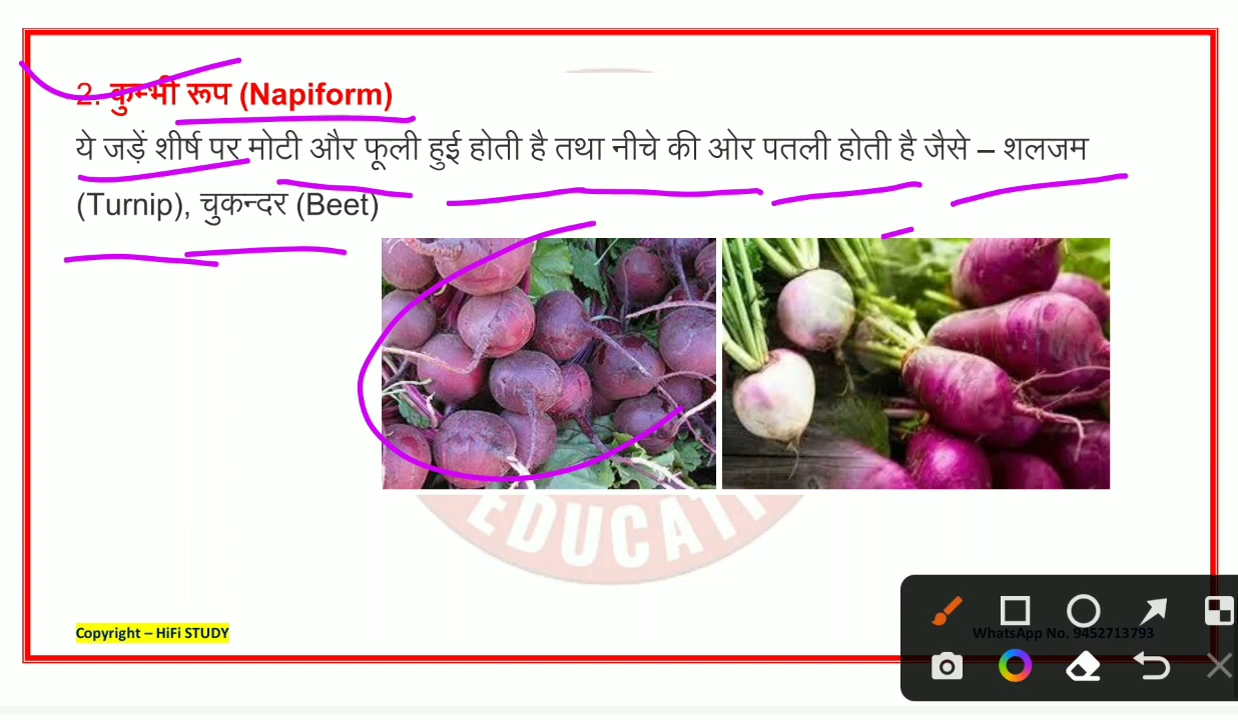 2. कुम्भी रूप (Napiform)
ये जड़ें शीर्ष पर मोटी और फूली हुई होती है तथा नीचे की ओर पतली होती है जैसे – शलजम
(Turnip), चुकन्दर (Beet)
EDUCATI
Copyright – HiFi STUDY
WhatsApp No. 9452713793